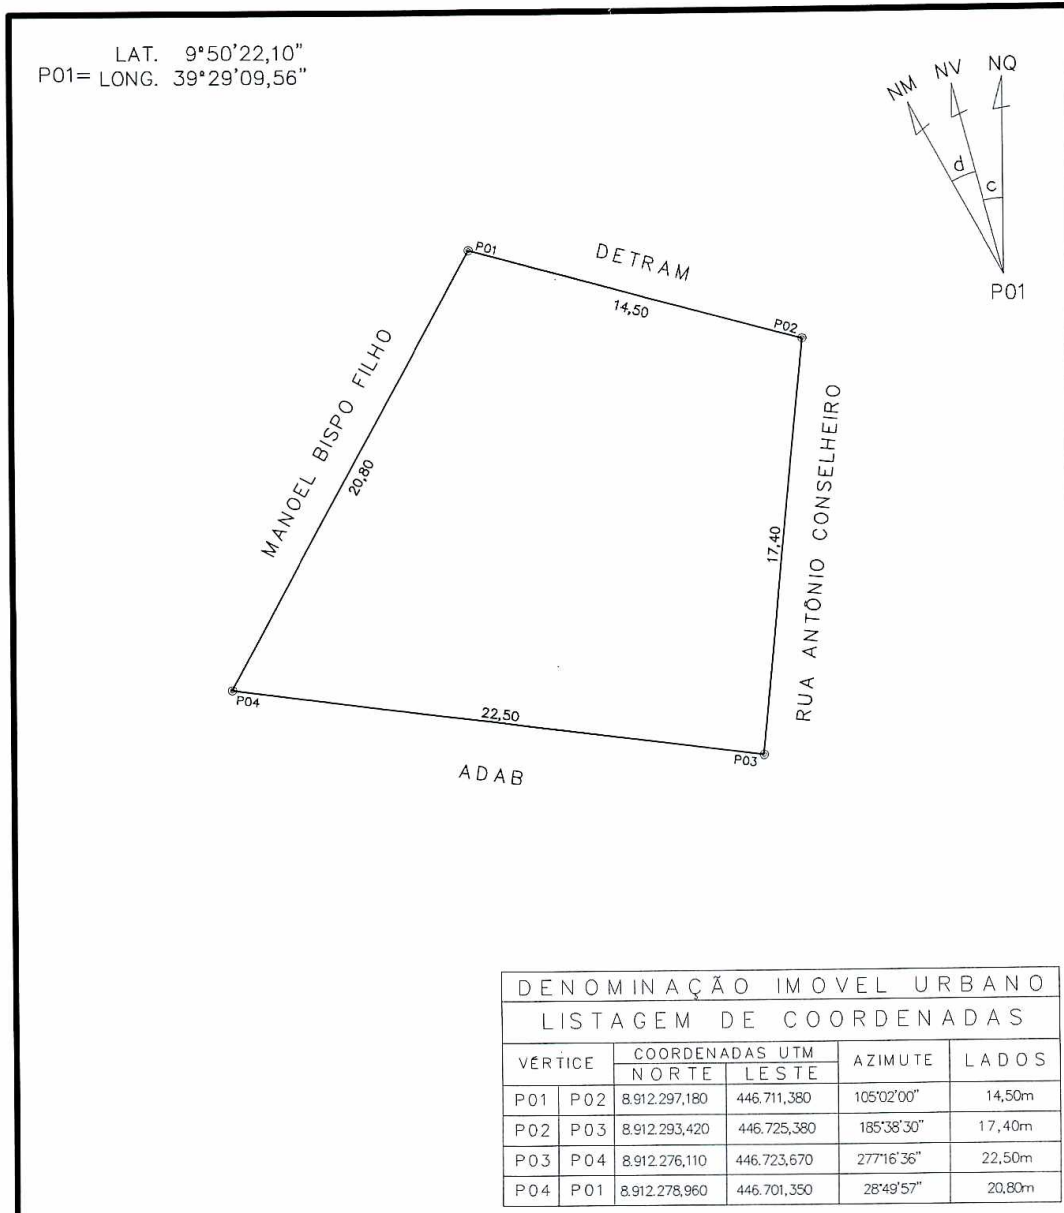 LAT. 9°50'22,10"
P01= LONG. 39°29'09,56"
NM NV NQ
d
c
P01
P01
DETRAM
14,50
P02
MANOEL BISPO FILHO
20,80
RUA ANTÔNIO CONSELHEIRO
17,40
P04
22,50
P03
ADAB
DENOMINAÇÃO IMOVEL URBANO
LISTAGEM DE COORDENADAS
VÉRTICE COORDENADAS UTM AZIMUTE LADOS
NORTE LESTE
P01 P02 8.912.297,180 446.711,380 105°02'00" 14,50m
P02 P03 8.912.293,420 446.725,380 185°38'30" 17,40m
P03 P04 8.912.276,110 446.723,670 277°16'36" 22,50m
P04 P01 8.912.278,960 446.701,350 28°49'57" 20,80m